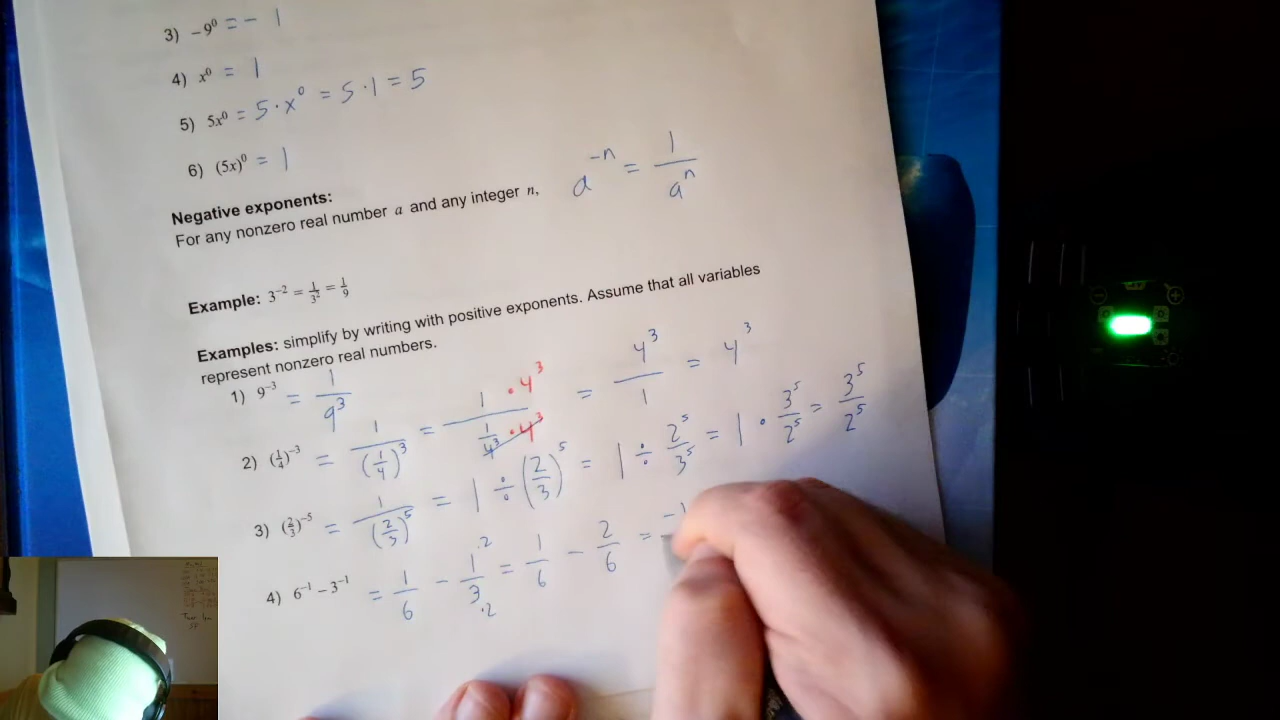 3) −9⁰ = − 1
4) x⁰ = 1
5) 5x⁰ = 5 · x⁰ = 5 · 1 = 5
6) (5x)⁰ = 1
Negative exponents:
For any nonzero real number a and any integer n, a⁻ⁿ = 1/aⁿ
Example: 3⁻² = 1/3² = 1/9
Examples: simplify by writing with positive exponents. Assume that all variables
represent nonzero real numbers.
1) 9⁻³ = 1/9³
2) (1/4)⁻³ = 1/(1/4)³ = (1 · 4³)/(1/4³ · 4³) = 4³/1 = 4³
3) (2/3)⁻⁵ = 1/(2/3)⁵ = 1 ÷ (2/3)⁵ = 1 ÷ 2⁵/3⁵ = 1 · 3⁵/2⁵ = 3⁵/2⁵
4) 6⁻¹ − 3⁻¹ = 1/6 − (1 · 2)/(3 · 2) = 1/6 − 2/6 = −1